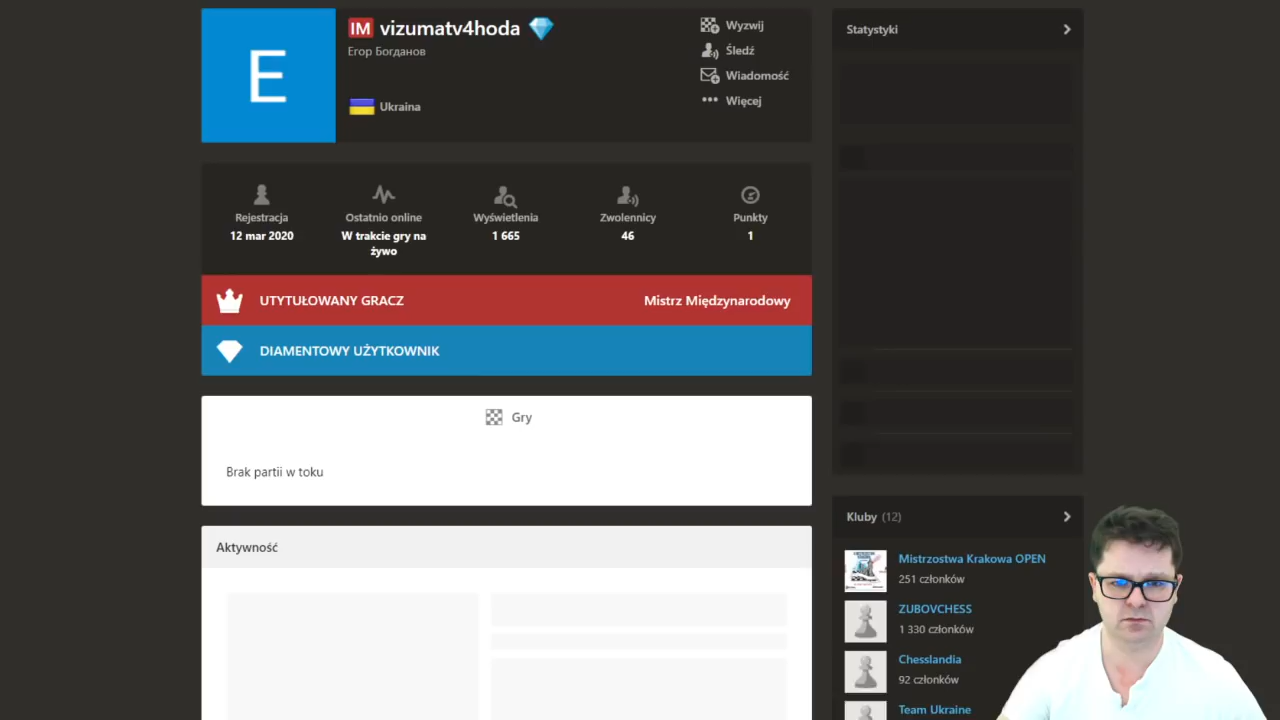 E
IM vizumatv4hoda
Егор Богданов
Ukraina
Wyzwij
Śledź
Wiadomość
Więcej
Rejestracja
12 mar 2020
Ostatnio online
W trakcie gry na
żywo
Wyświetlenia
1 665
Zwolennicy
46
Punkty
1
UTYTUŁOWANY GRACZ
Mistrz Międzynarodowy
DIAMENTOWY UŻYTKOWNIK
Gry
Brak partii w toku
Aktywność
Statystyki
Kluby (12)
Mistrzostwa Krakowa OPEN
251 członków
ZUBOVCHESS
1 330 członków
Chesslandia
92 członków
Team Ukraine